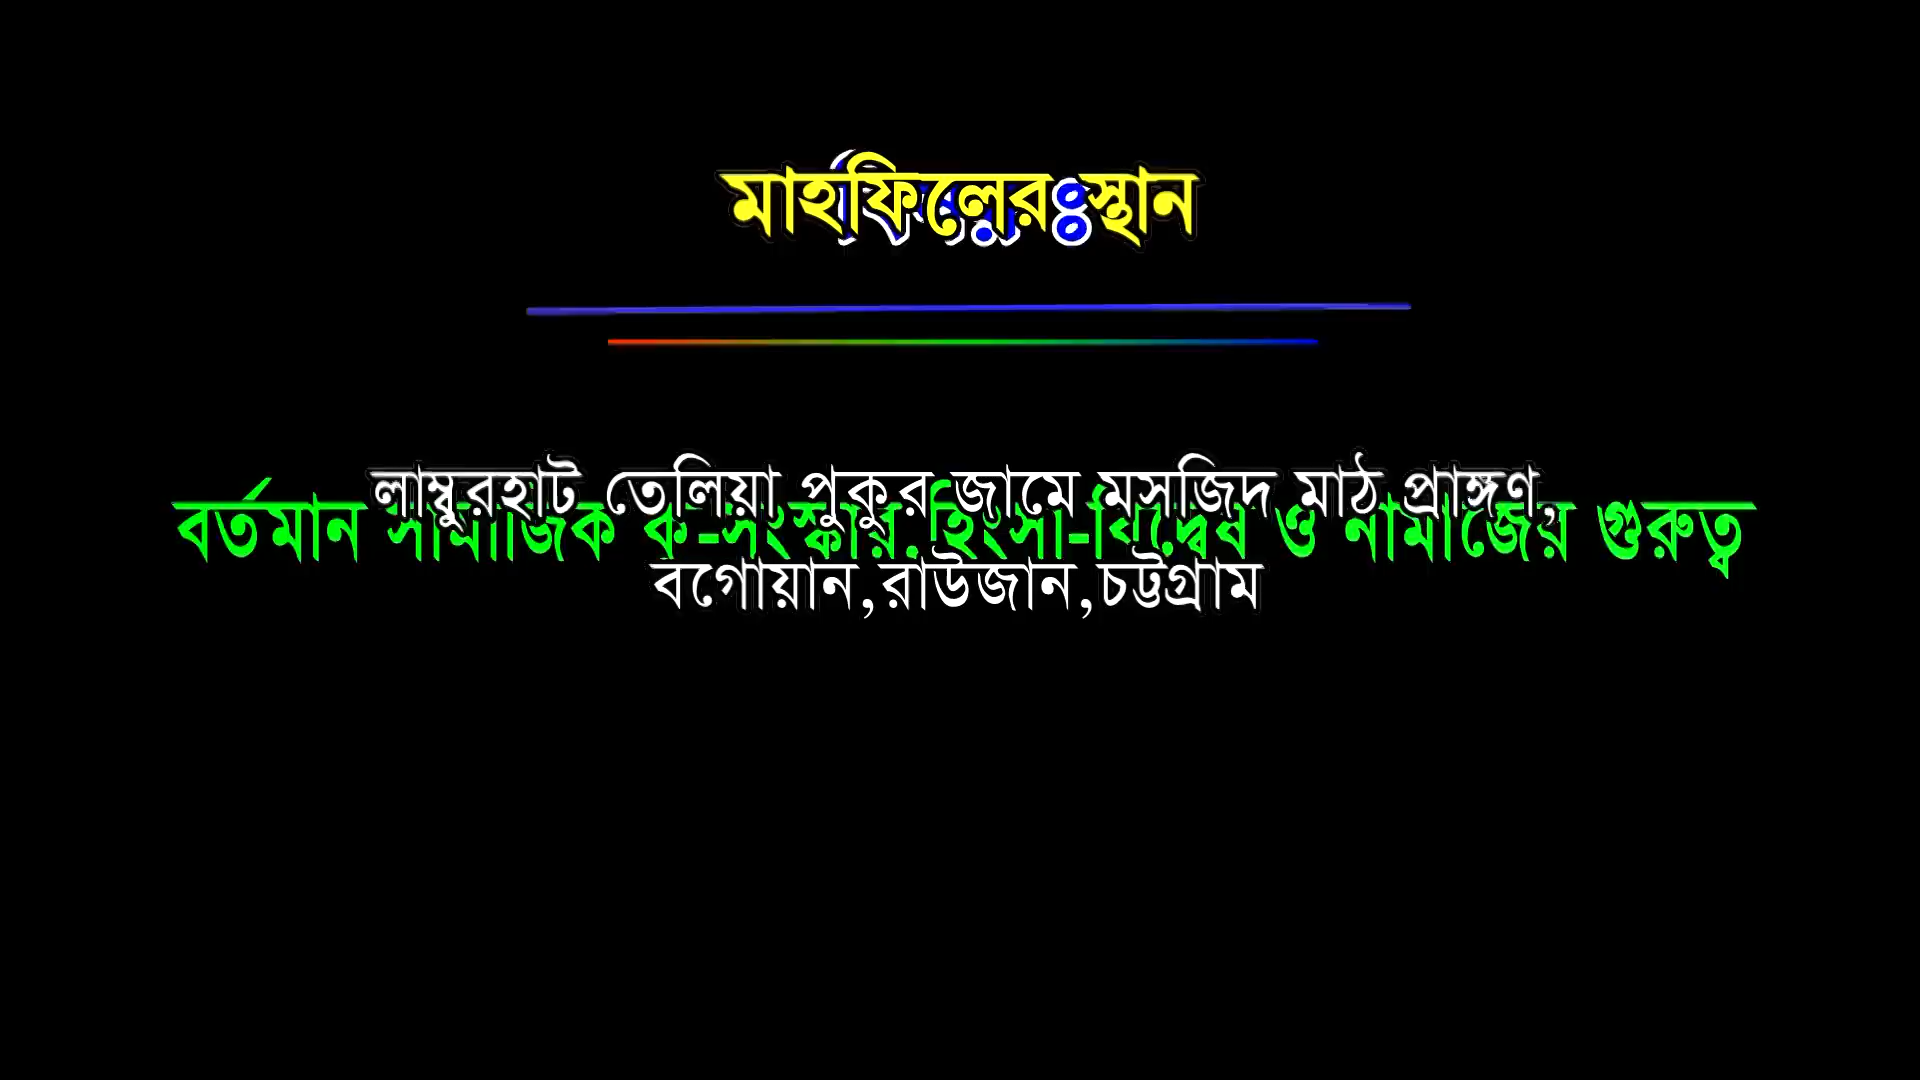 মাহফিলের স্থান
লাম্বুরহাট তেলিয়া পুকুর জামে মসজিদ মাঠ প্রাঙ্গণ,
বর্তমান সামাজিক কু-সংস্কার, হিংসা-বিদ্বেষ ও নামাজের গুরুত্ব
বগোয়ান,রাউজান,চট্টগ্রাম